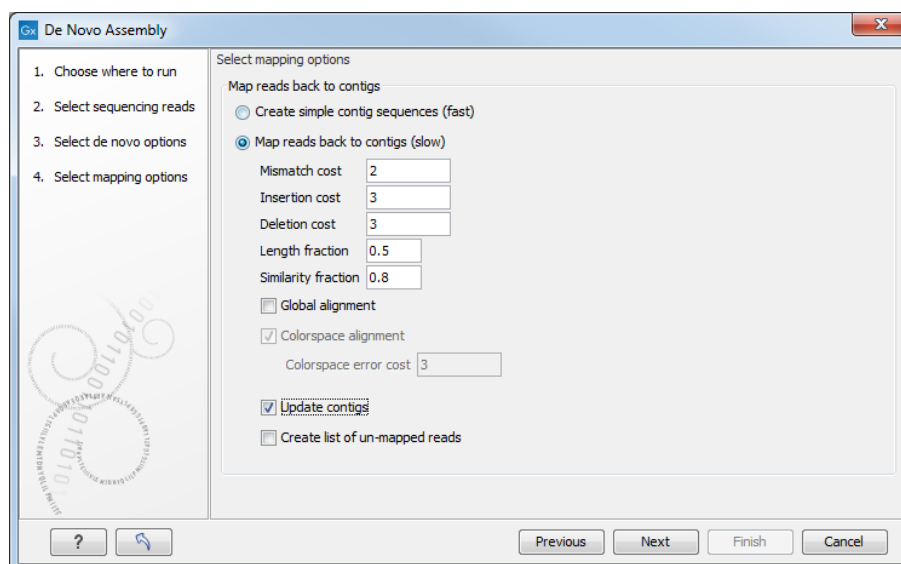 Gx De Novo Assembly
X
1. Choose where to run
2. Select sequencing reads
3. Select de novo options
4. Select mapping options
Select mapping options
Map reads back to contigs
Create simple contig sequences (fast)
Map reads back to contigs (slow)
Mismatch cost 2
Insertion cost 3
Deletion cost 3
Length fraction 0.5
Similarity fraction 0.8
Global alignment
Colorspace alignment
Colorspace error cost 3
Update contigs
Create list of un-mapped reads
? Previous Next Finish Cancel